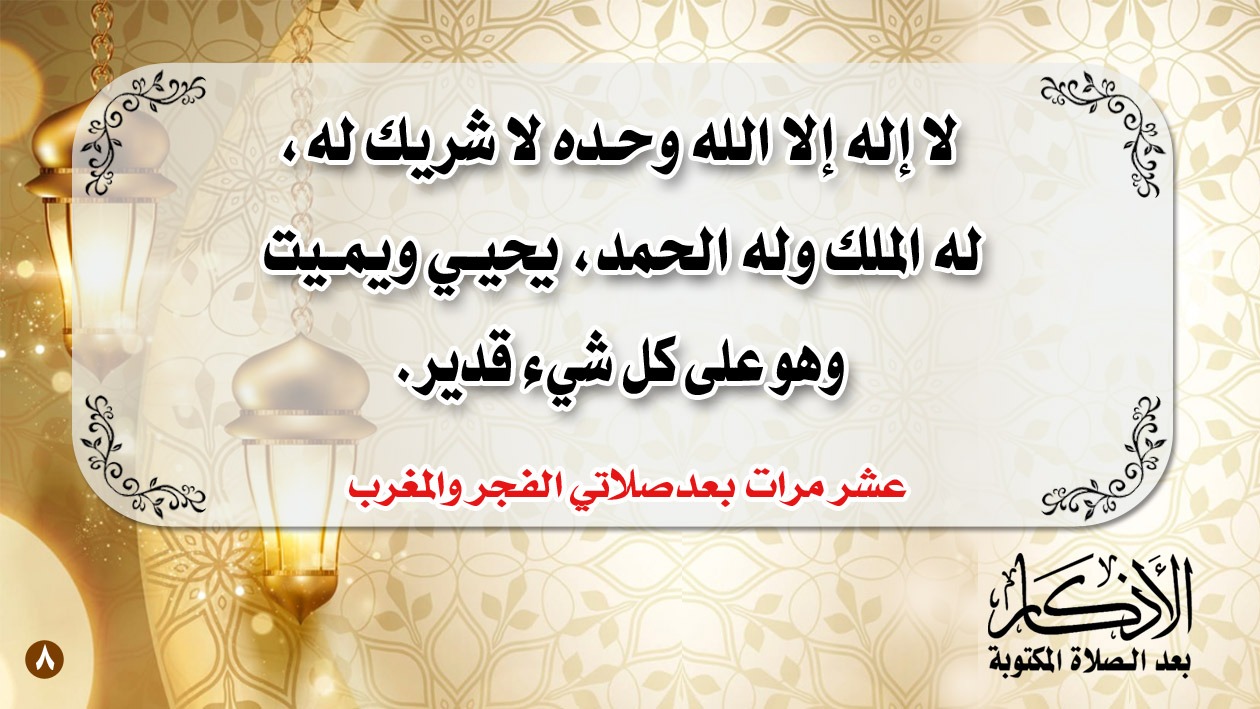 لا إله إلا الله وحده لا شريك له ،
له الملك وله الحمد، يحيي ويميت
وهو على كل شيء قدير.
عشر مرات بعد صلاتي الفجر والمغرب
الأذكار
بعد الصلاة المكتوبة
٨